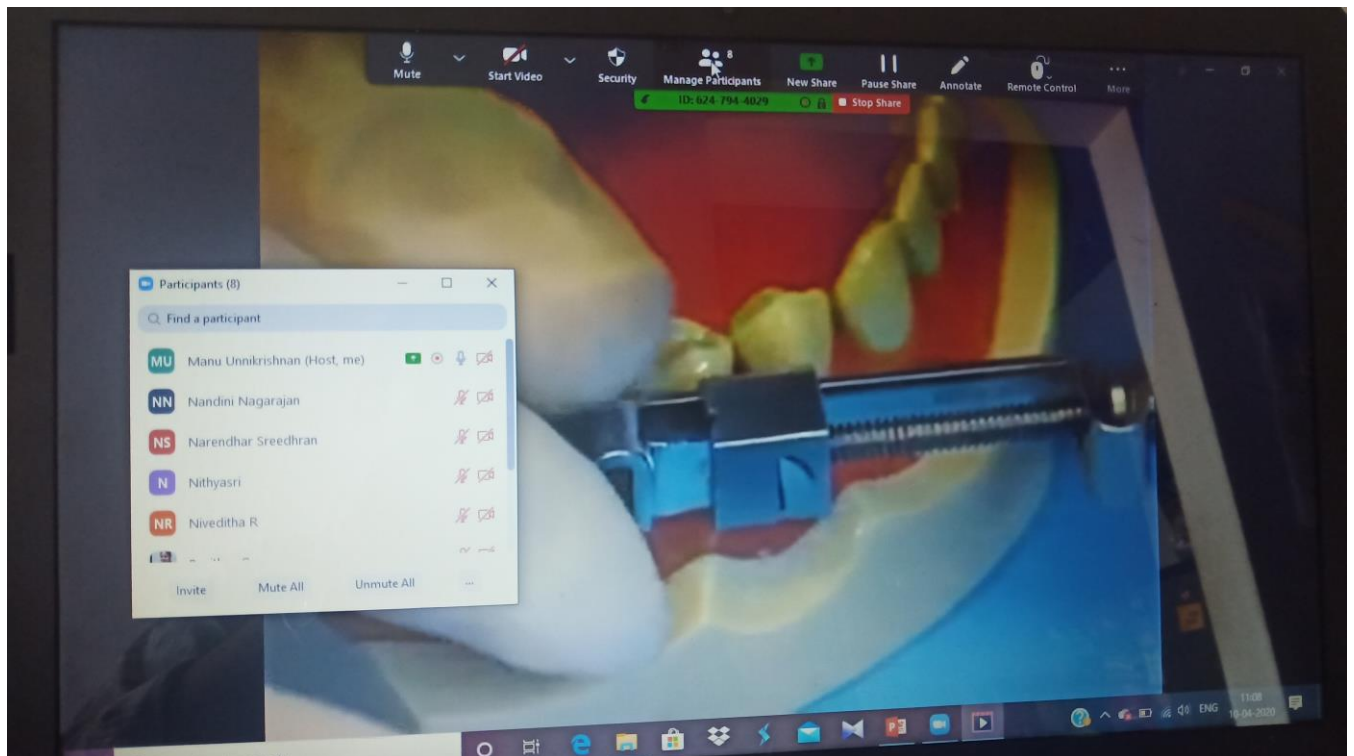 Mute
Start Video
Security
8
Manage Participants
New Share
Pause Share
Annotate
Remote Control
More
ID: 624-794-4029
Stop Share
Participants (8)
Find a participant
MU Manu Unnikrishnan (Host, me)
NN Nandini Nagarajan
NS Narendhar Sreedhran
N Nithyasri
NR Niveditha R
Invite Mute All Unmute All ...
ENG
11:08
10-04-2020